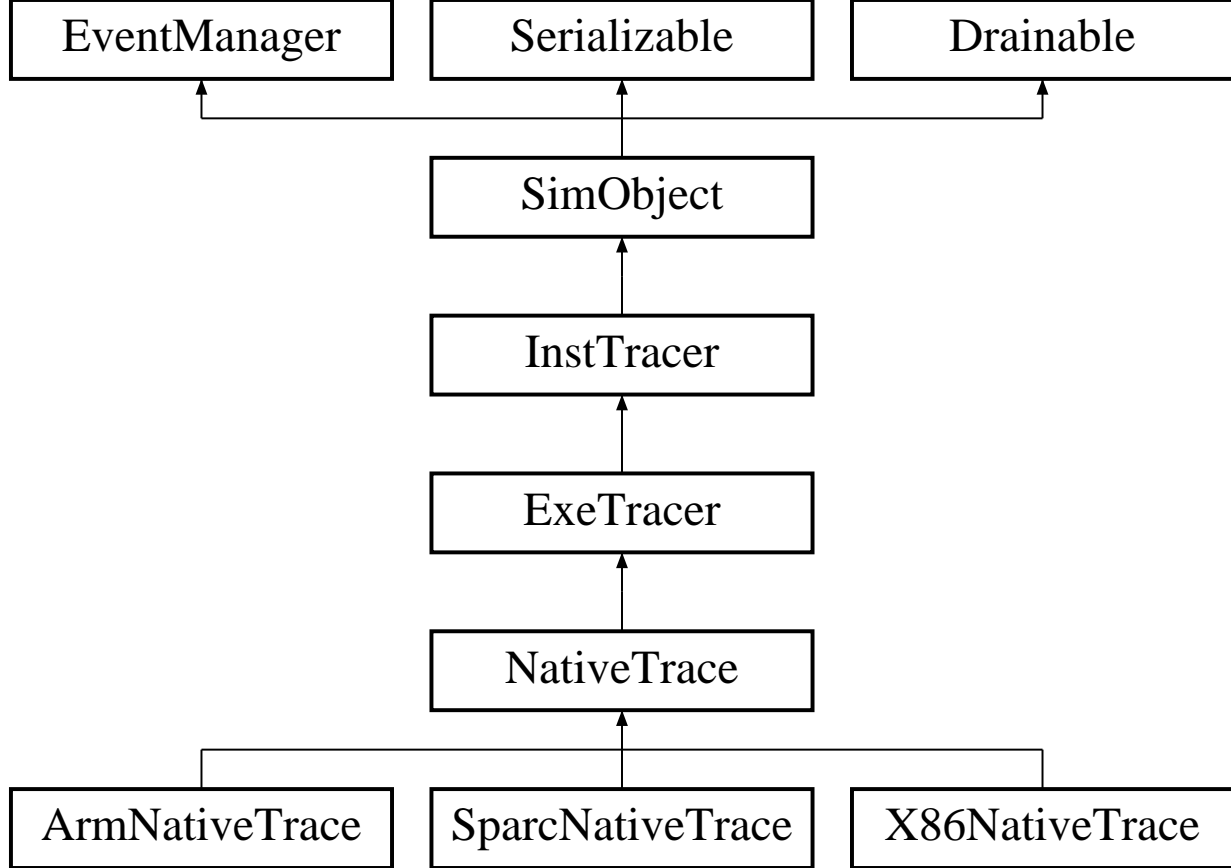 EventManager
Serializable
Drainable
SimObject
InstTracer
ExeTracer
NativeTrace
ArmNativeTrace
SparcNativeTrace
X86NativeTrace